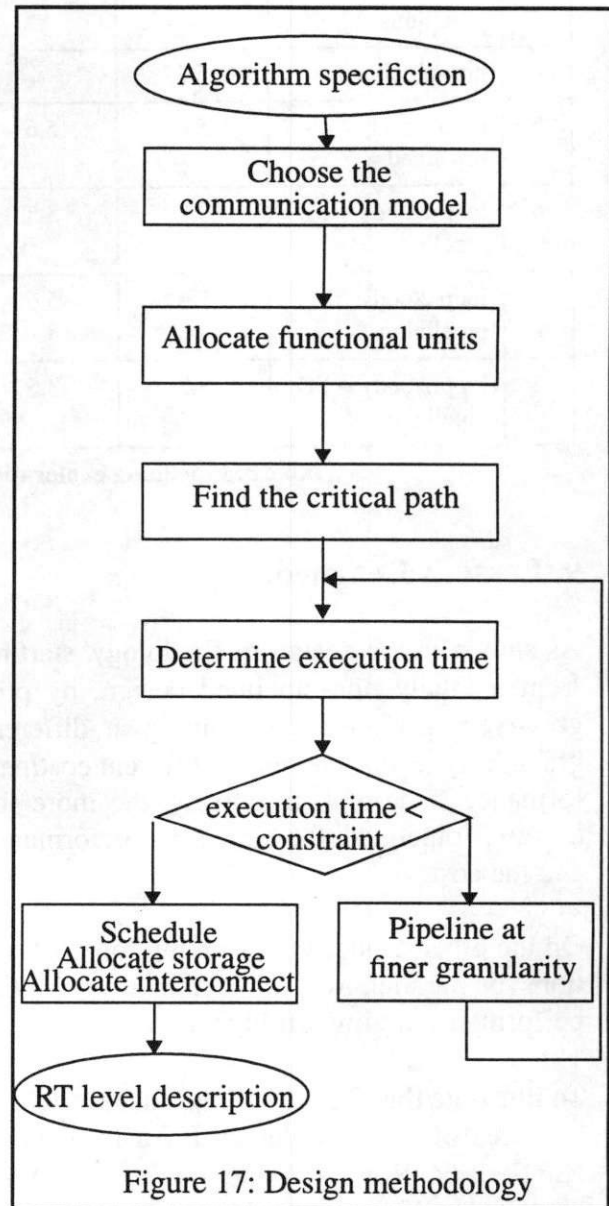 Algorithm specifiction
Choose the
communication model
Allocate functional units
Find the critical path
Determine execution time
execution time <
constraint
Schedule
Allocate storage
Allocate interconnect
Pipeline at
finer granularity
RT level description
Figure 17: Design methodology